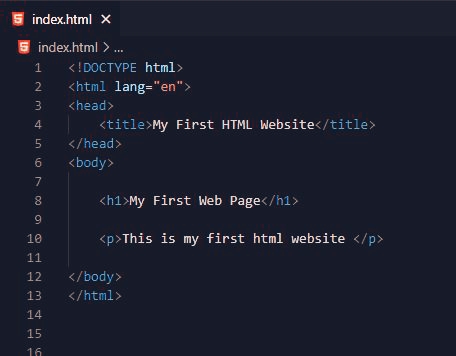 index.html ×
index.html > ...
1 <!DOCTYPE html>
2 <html lang="en">
3 <head>
4     <title>My First HTML Website</title>
5 </head>
6 <body>
7
8     <h1>My First Web Page</h1>
9
10     <p>This is my first html website </p>
11
12 </body>
13 </html>
14
15
16